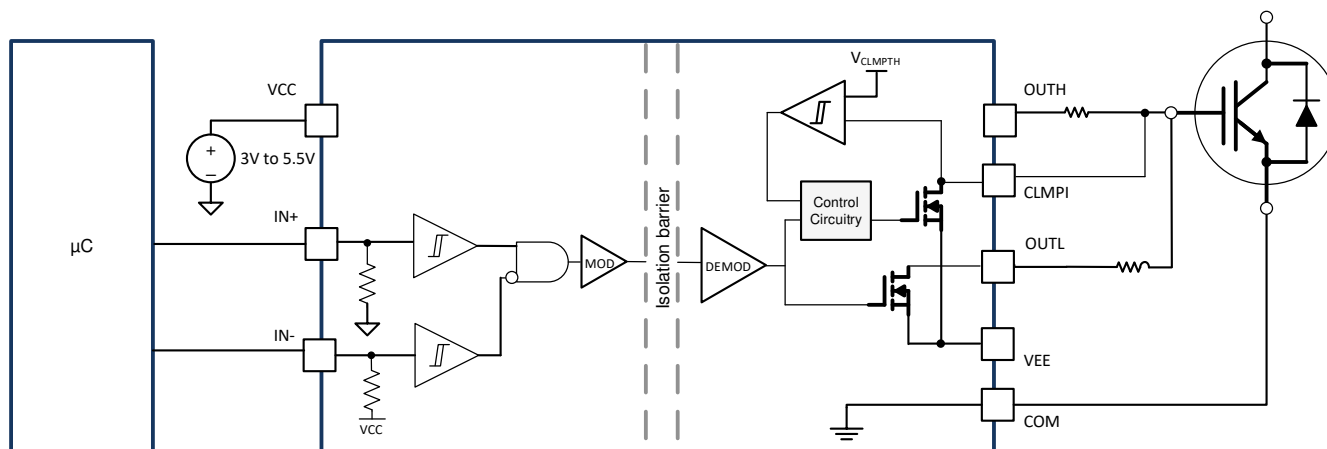 VCC
+
3V to 5.5V
−
IN+
µC
IN-
VCC
MOD
Isolation barrier
DEMOD
VCLMPTH
Control
Circuitry
OUTH
CLMPI
OUTL
VEE
COM